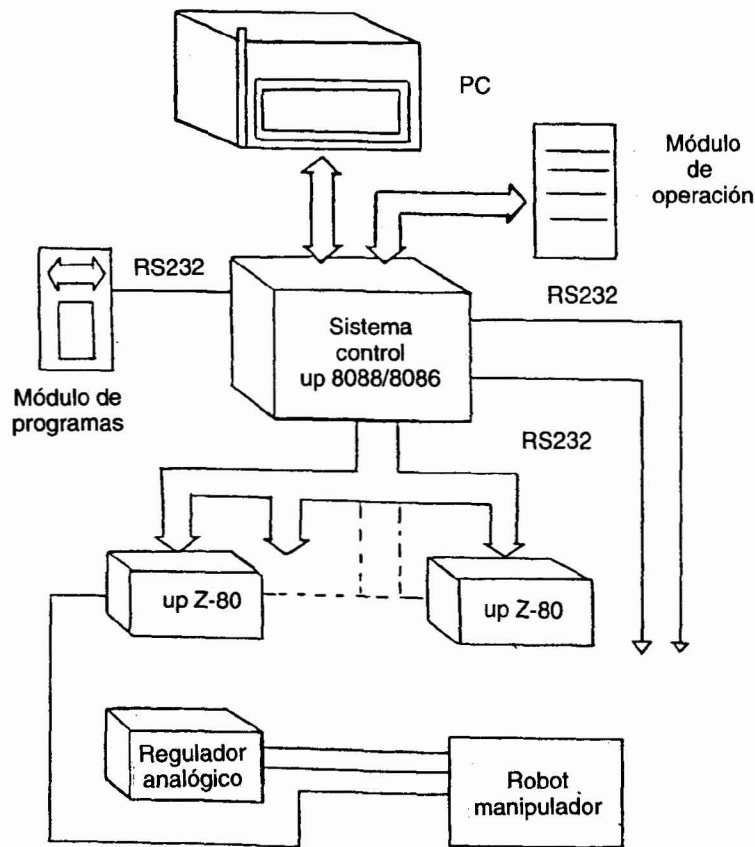 PC
Módulo
de
operación
RS232
RS232
Sistema
control
up 8088/8086
Módulo de
programas
RS232
up Z-80
up Z-80
Regulador
analógico
Robot
manipulador